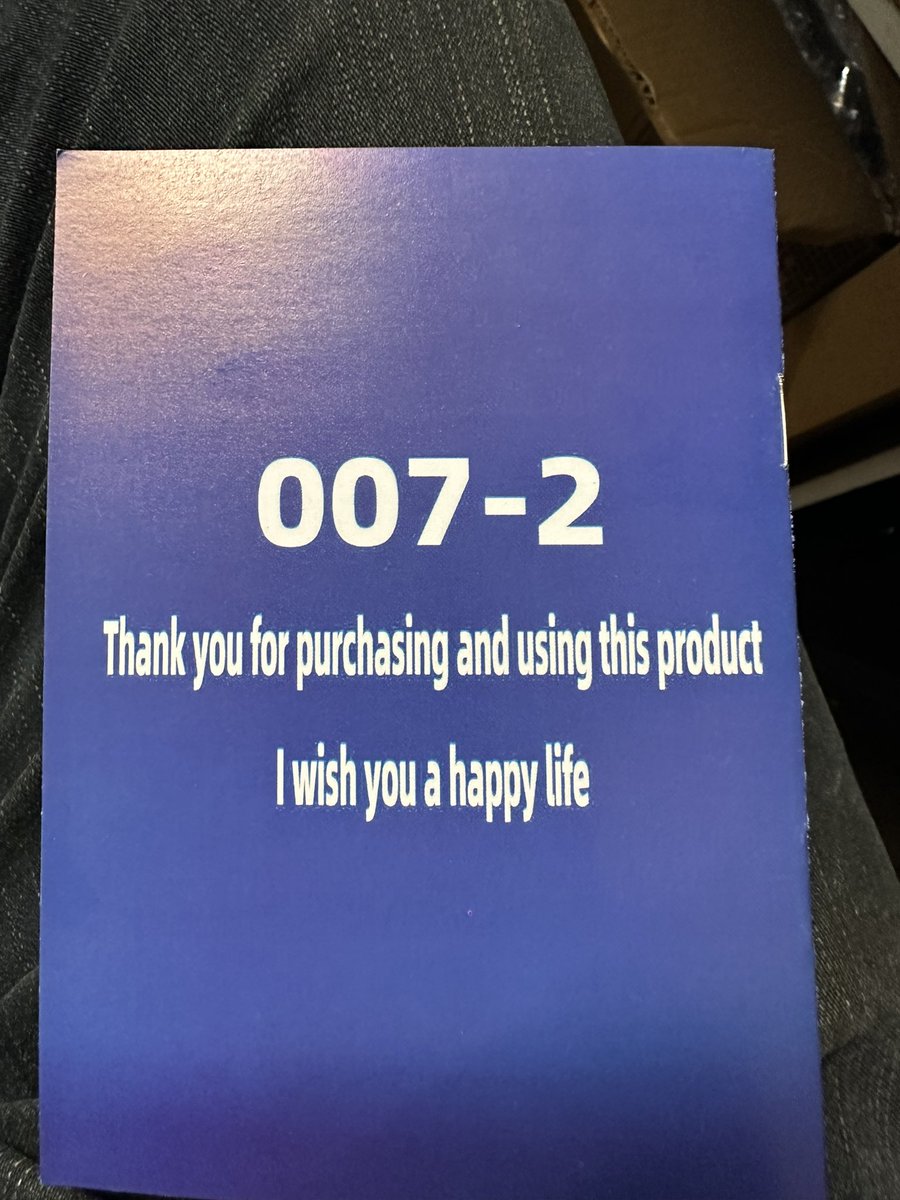 007-2
Thank you for purchasing and using this product
I wish you a happy life